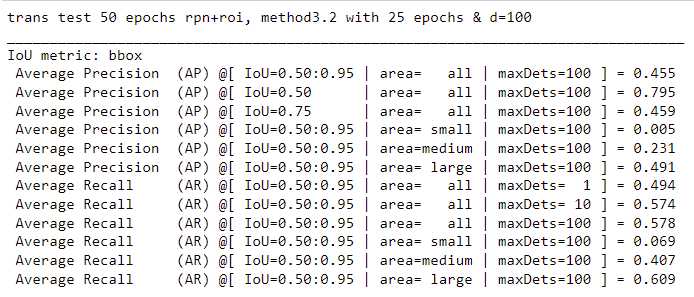 trans test 50 epochs rpn+roi, method3.2 with 25 epochs & d=100
IoU metric: bbox
Average Precision  (AP) @[ IoU=0.50:0.95 | area=   all | maxDets=100 ] = 0.455
Average Precision  (AP) @[ IoU=0.50      | area=   all | maxDets=100 ] = 0.795
Average Precision  (AP) @[ IoU=0.75      | area=   all | maxDets=100 ] = 0.459
Average Precision  (AP) @[ IoU=0.50:0.95 | area= small | maxDets=100 ] = 0.005
Average Precision  (AP) @[ IoU=0.50:0.95 | area=medium | maxDets=100 ] = 0.231
Average Precision  (AP) @[ IoU=0.50:0.95 | area= large | maxDets=100 ] = 0.491
Average Recall     (AR) @[ IoU=0.50:0.95 | area=   all | maxDets=  1 ] = 0.494
Average Recall     (AR) @[ IoU=0.50:0.95 | area=   all | maxDets= 10 ] = 0.574
Average Recall     (AR) @[ IoU=0.50:0.95 | area=   all | maxDets=100 ] = 0.578
Average Recall     (AR) @[ IoU=0.50:0.95 | area= small | maxDets=100 ] = 0.069
Average Recall     (AR) @[ IoU=0.50:0.95 | area=medium | maxDets=100 ] = 0.407
Average Recall     (AR) @[ IoU=0.50:0.95 | area= large | maxDets=100 ] = 0.609